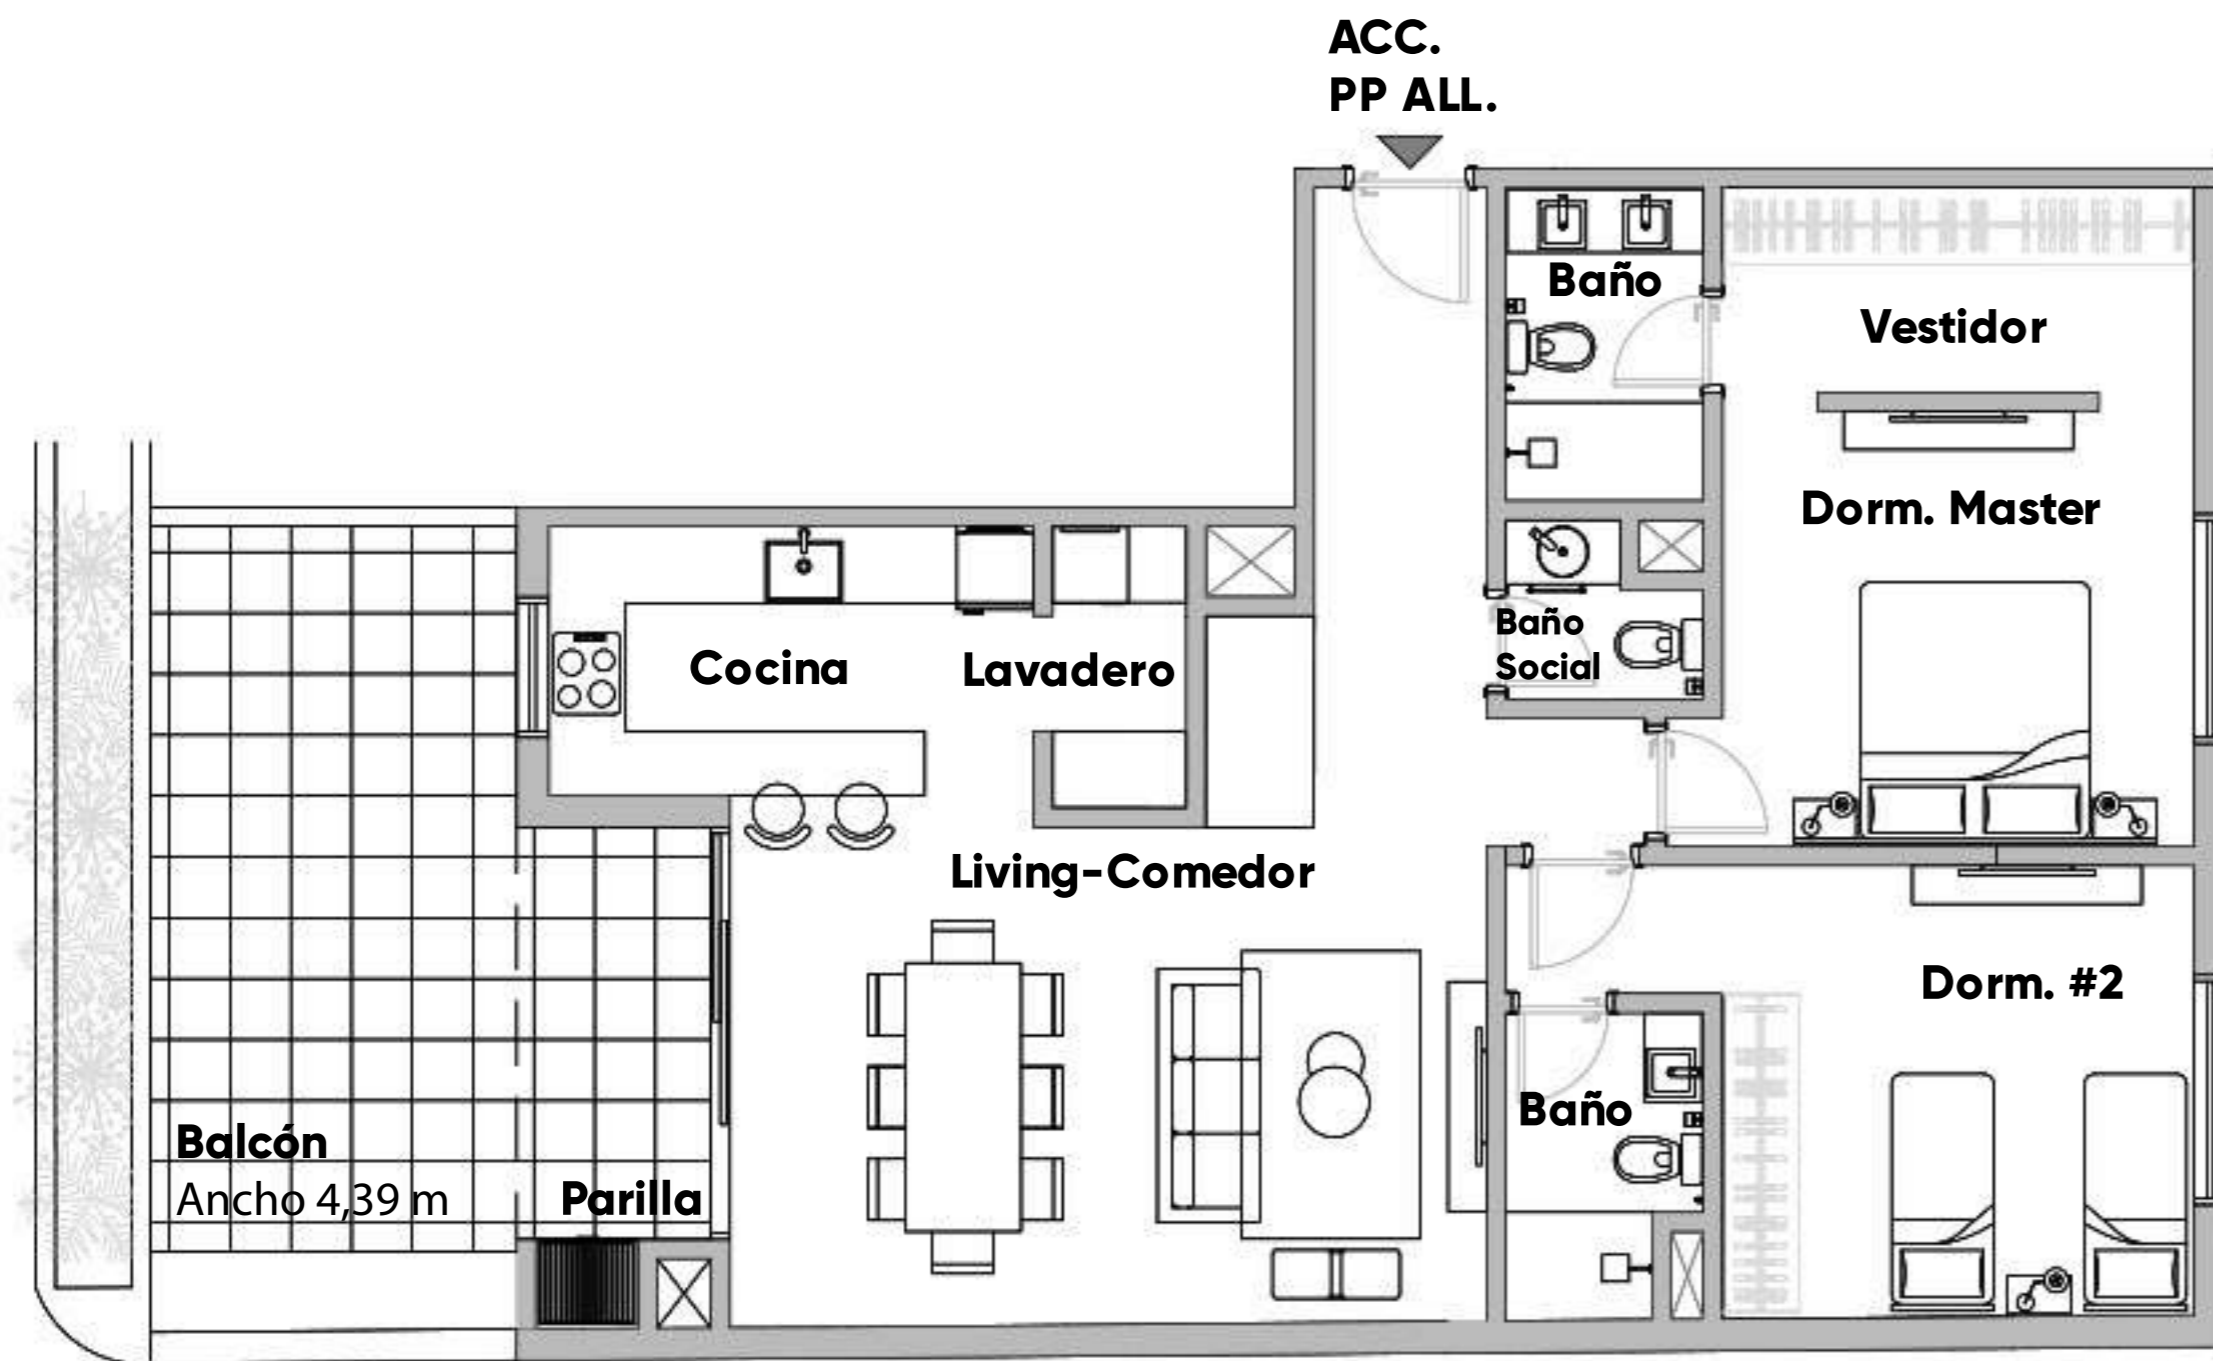 ACC.
PP ALL.
Baño
Vestidor
Dorm. Master
Baño
Social
Cocina
Lavadero
Living-Comedor
Dorm. #2
Baño
Balcón
Ancho 4,39 m
Parilla